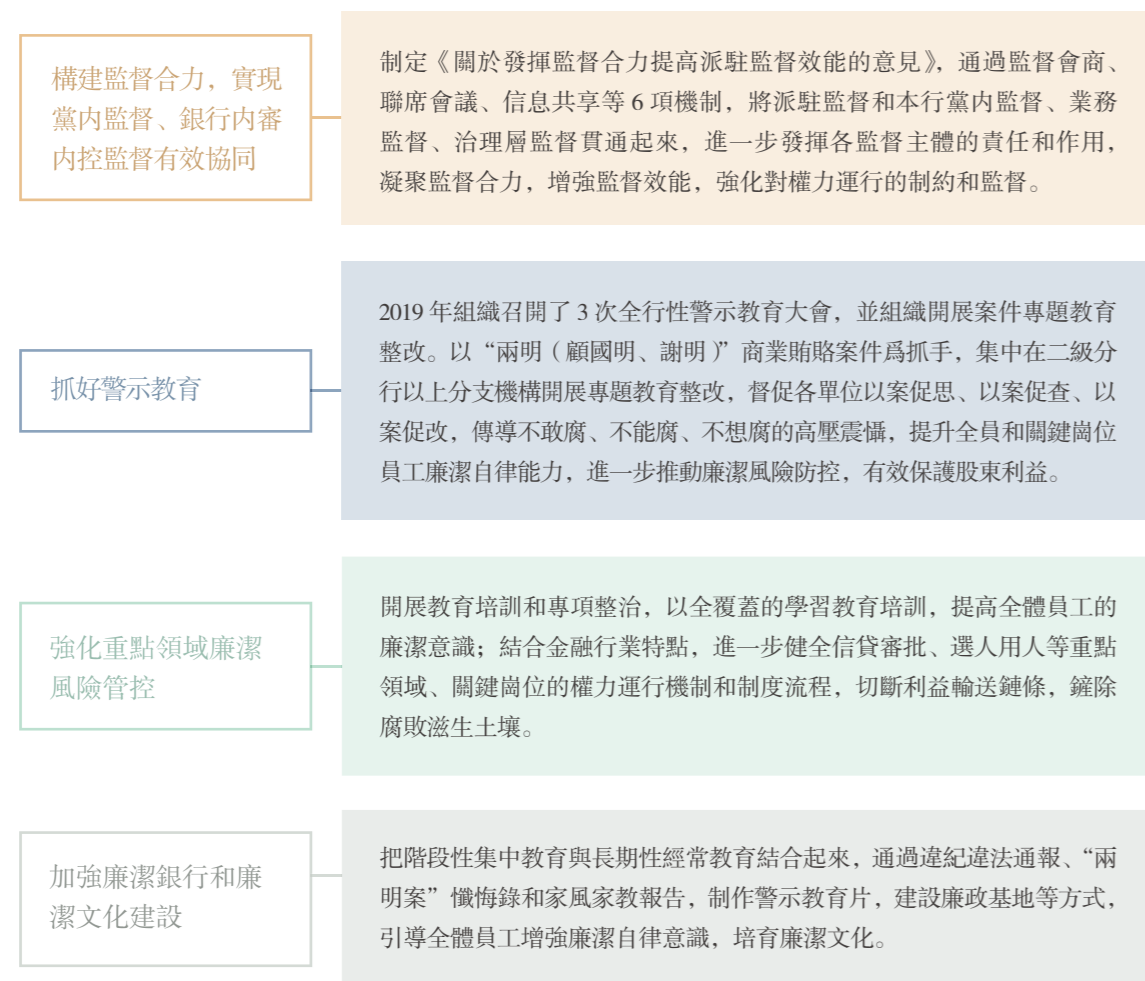 構建監督合力，實現
黨内監督、銀行内審
内控監督有效協同
制定《關於發揮監督合力提高派駐監督效能的意見》，通過監督會商、
聯席會議、信息共享等 6 項機制，將派駐監督和本行黨内監督、業務
監督、治理層監督貫通起來，進一步發揮各監督主體的責任和作用，
凝聚監督合力，增強監督效能，強化對權力運行的制約和監督。
抓好警示教育
2019 年組織召開了 3 次全行性警示教育大會，並組織開展案件專題教育
整改。以“兩明（顧國明、謝明）”商業賄賂案件爲抓手，集中在二級分
行以上分支機構開展專題教育整改，督促各單位以案促思、以案促查、以
案促改，傳導不敢腐、不能腐、不想腐的高壓震懾，提升全員和關鍵崗位
員工廉潔自律能力，進一步推動廉潔風險防控，有效保護股東利益。
強化重點領域廉潔
風險管控
開展教育培訓和專項整治，以全覆蓋的學習教育培訓，提高全體員工的
廉潔意識；結合金融行業特點，進一步健全信貸審批、選人用人等重點
領域、關鍵崗位的權力運行機制和制度流程，切斷利益輸送鏈條，鏟除
腐敗滋生土壤。
加強廉潔銀行和廉
潔文化建設
把階段性集中教育與長期性經常教育結合起來，通過違紀違法通報、“兩
明案”懺悔錄和家風家教報告，制作警示教育片，建設廉政基地等方式，
引導全體員工增強廉潔自律意識，培育廉潔文化。